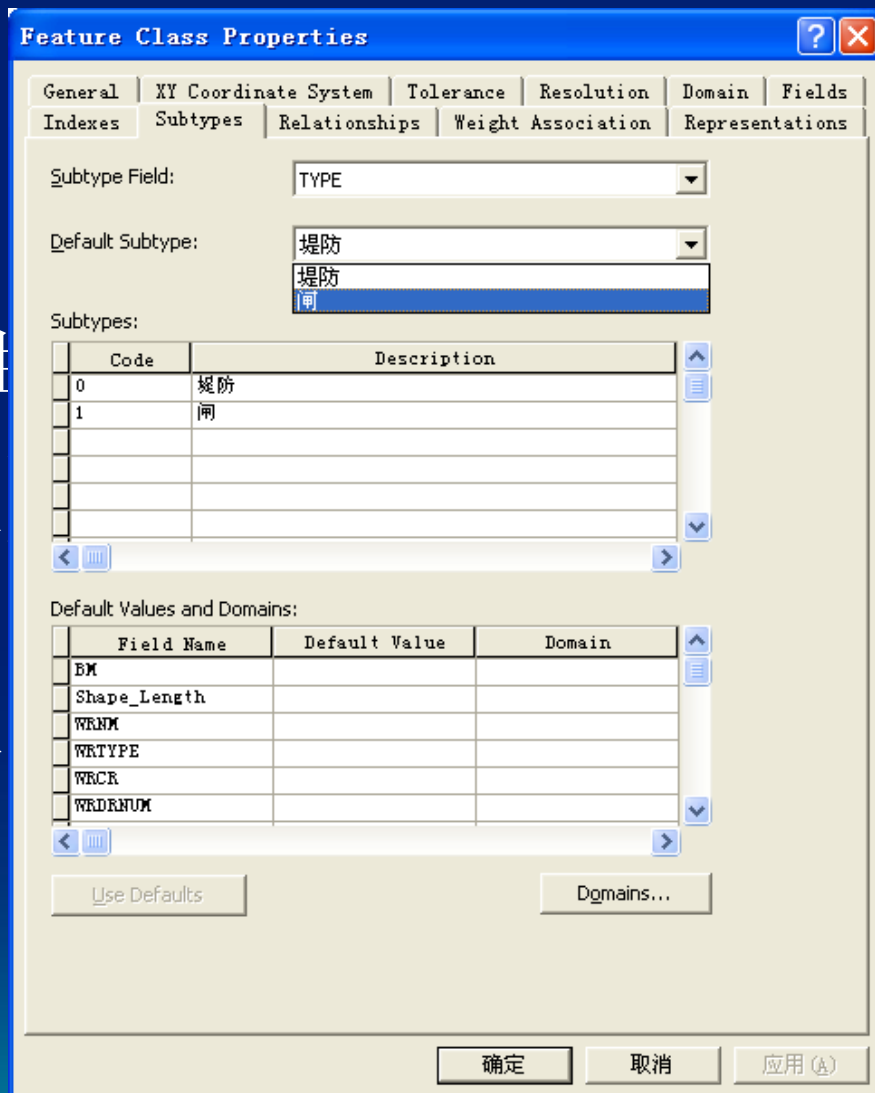 Feature Class Properties
General XY Coordinate System Tolerance Resolution Domain Fields
Indexes Subtypes Relationships Weight Association Representations
Subtype Field: TYPE
Default Subtype: 堤防
堤防
闸
Subtypes:
Code Description
0 堤防
1 闸
Default Values and Domains:
Field Name Default Value Domain
BM
Shape_Length
WRNM
WRTYPE
WRCR
WRDRNUM
Use Defaults Domains...
确定 取消 应用(A)